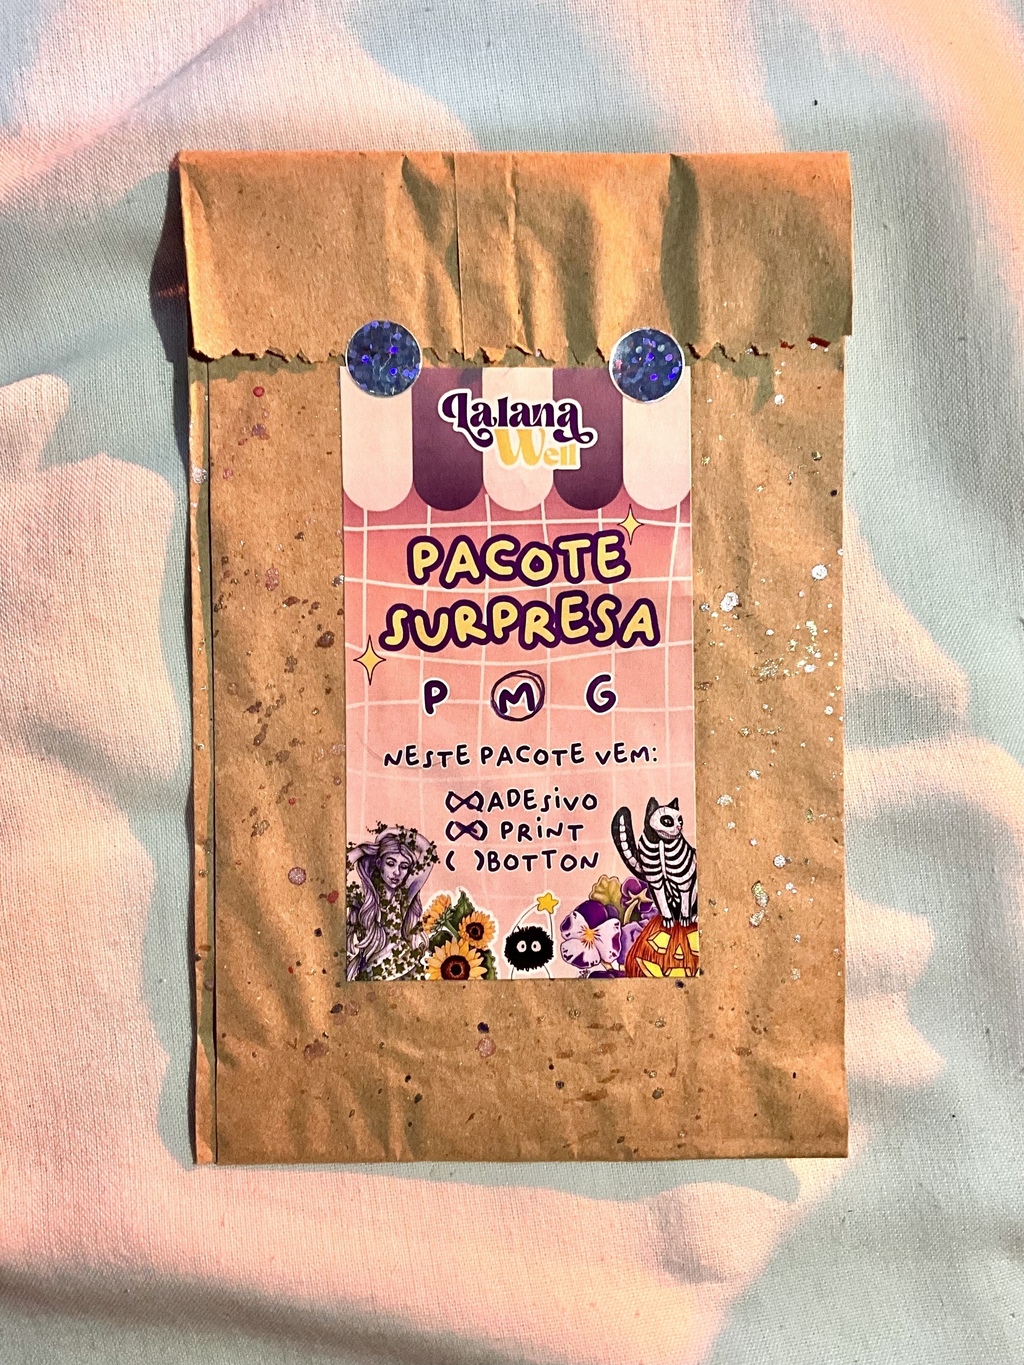 Lalana
Well
PACOTE
SURPRESA
P M G
NESTE PACOTE VEM:
(X)ADESIVO
(X) PRINT
( )BOTTON